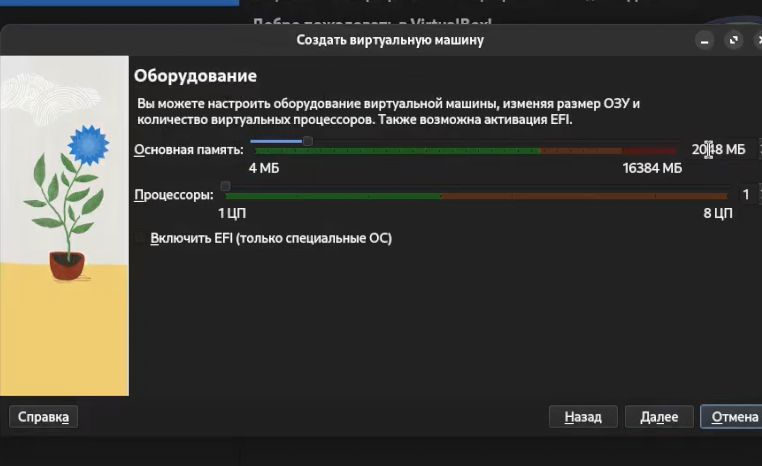 Добро пожаловать в VirtualBox!
Создать виртуальную машину
Оборудование
Вы можете настроить оборудование виртуальной машины, изменяя размер ОЗУ и
количество виртуальных процессоров. Также возможна активация EFI.
Основная память: 2048 МБ
4 МБ 16384 МБ
Процессоры: 1
1 ЦП 8 ЦП
Включить EFI (только специальные ОС)
Справка Назад Далее Отмена